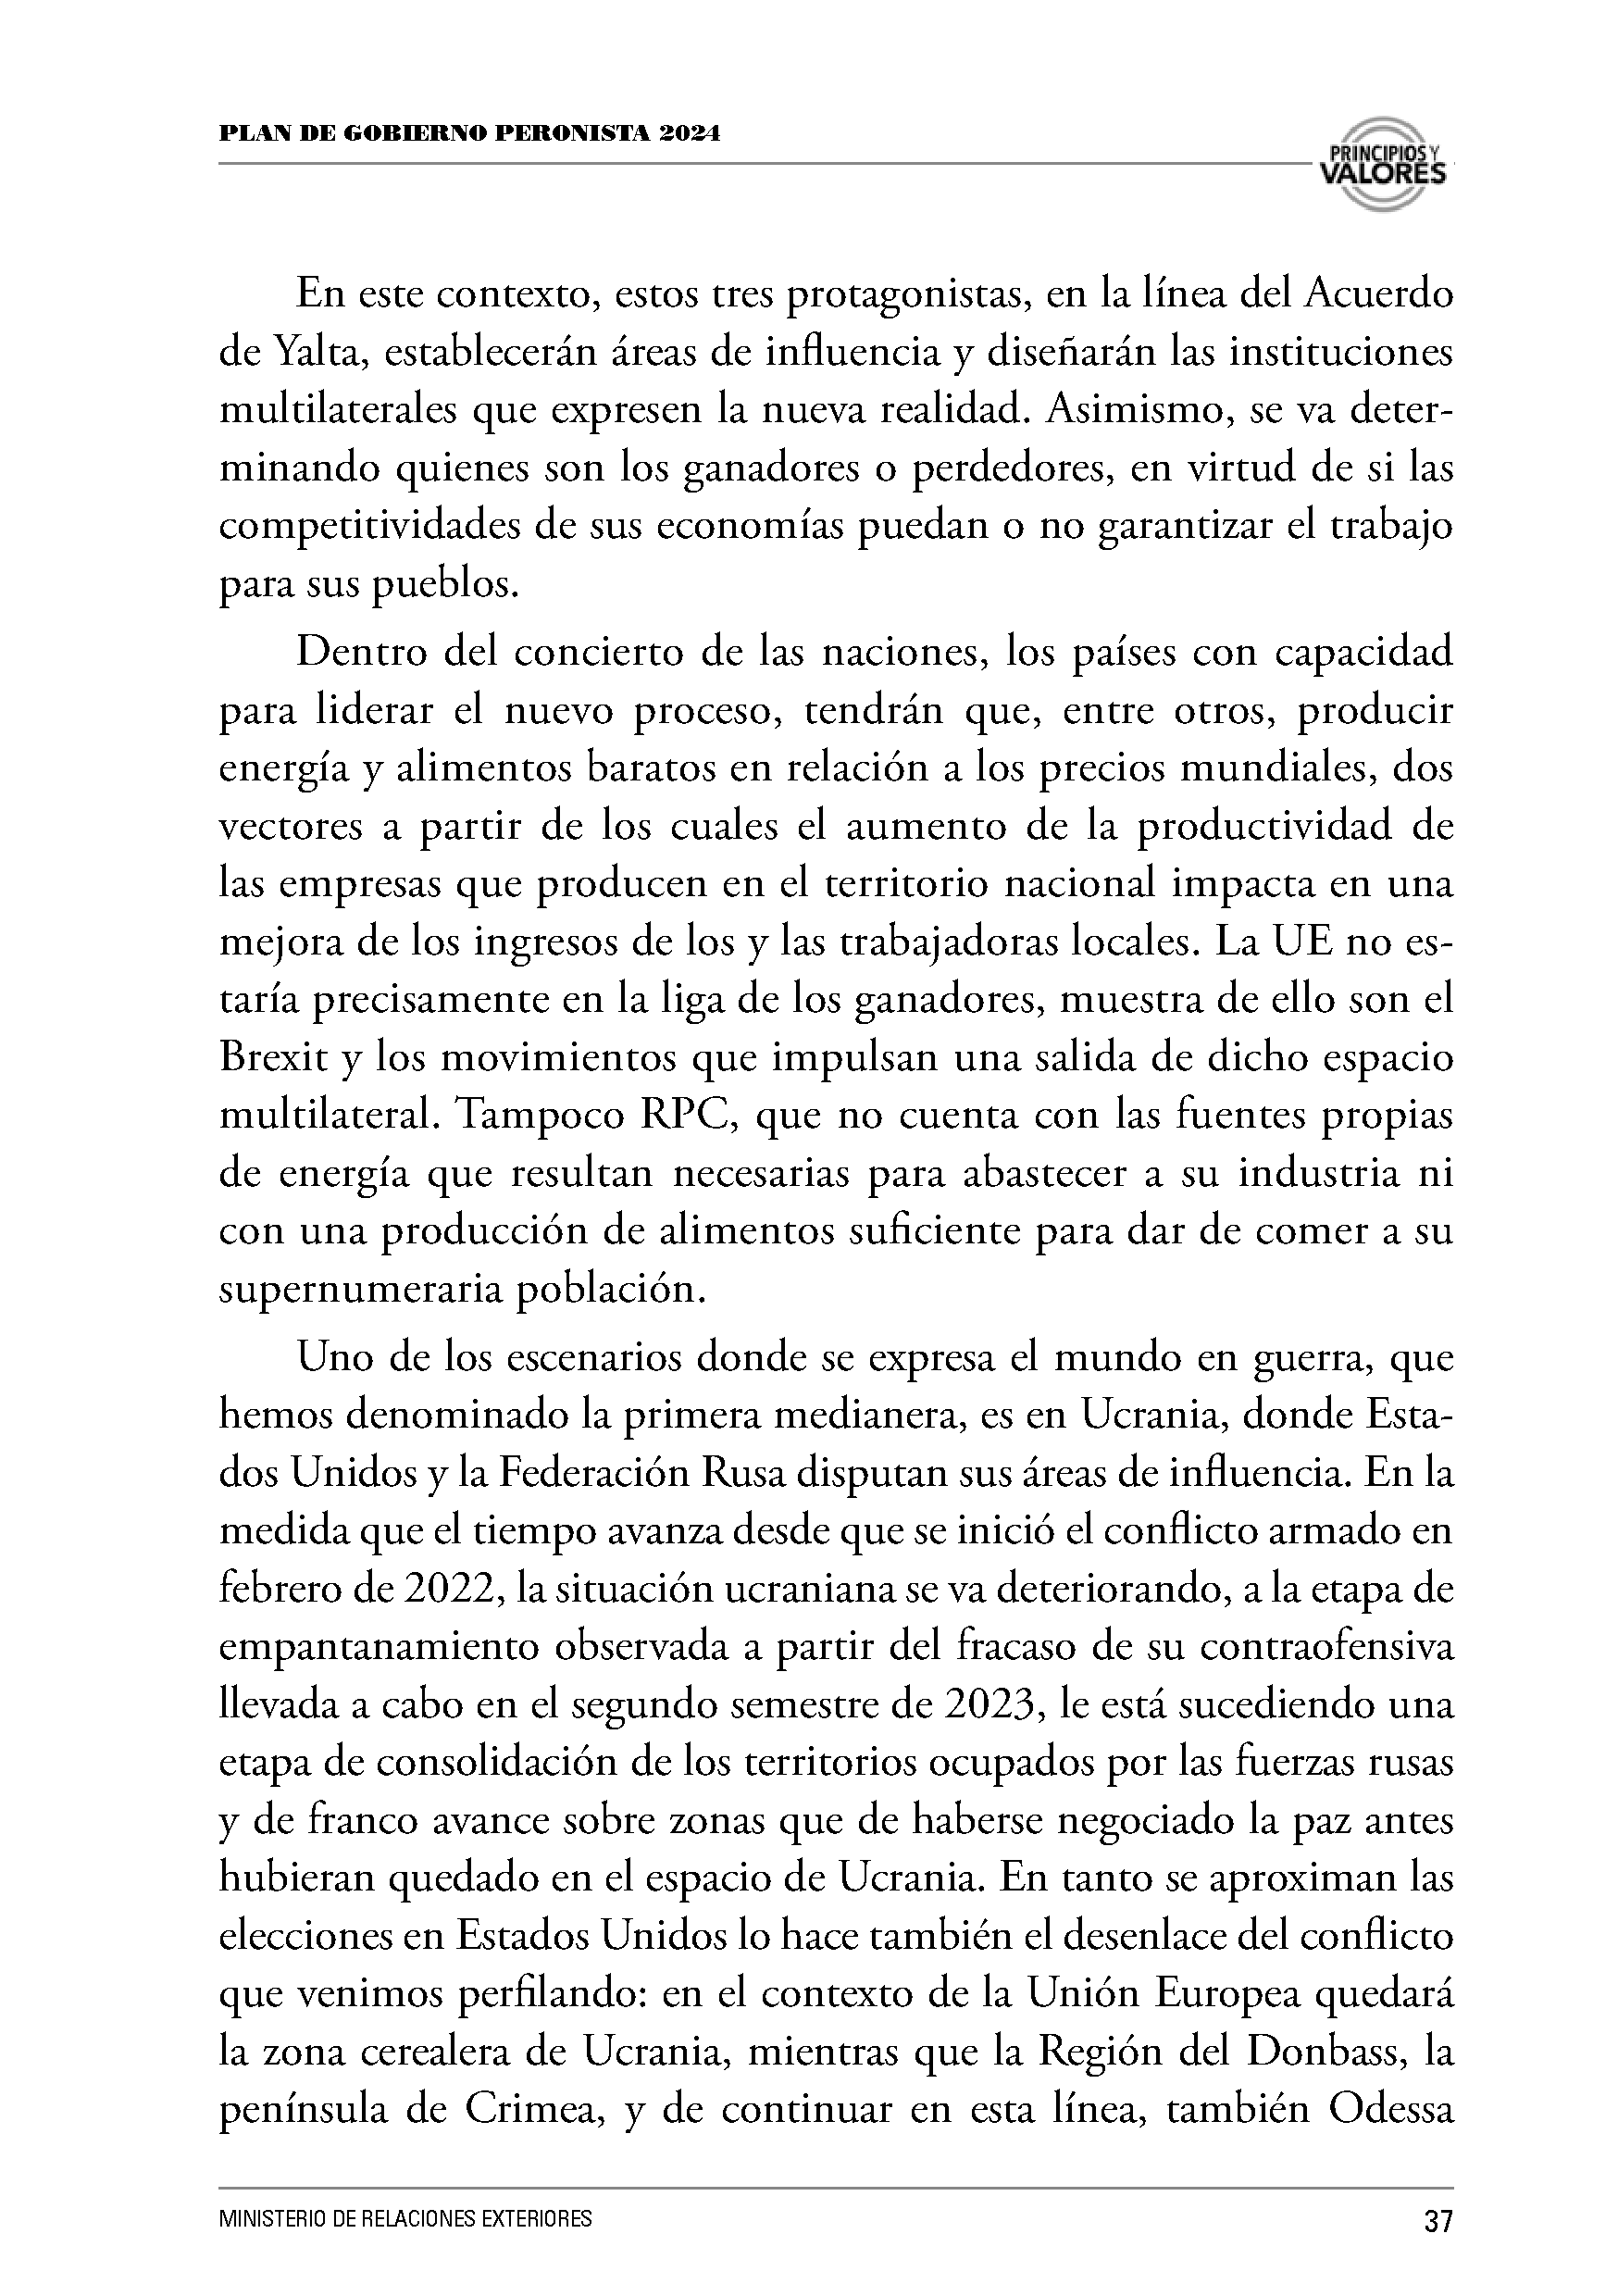 PLAN DE GOBIERNO PERONISTA 2024
PRINCIPIOS Y
VALORES
En este contexto, estos tres protagonistas, en la línea del Acuerdo
de Yalta, establecerán áreas de influencia y diseñarán las instituciones
multilaterales que expresen la nueva realidad. Asimismo, se va deter-
minando quienes son los ganadores o perdedores, en virtud de si las
competitividades de sus economías puedan o no garantizar el trabajo
para sus pueblos.
Dentro del concierto de las naciones, los países con capacidad
para liderar el nuevo proceso, tendrán que, entre otros, producir
energía y alimentos baratos en relación a los precios mundiales, dos
vectores a partir de los cuales el aumento de la productividad de
las empresas que producen en el territorio nacional impacta en una
mejora de los ingresos de los y las trabajadoras locales. La UE no es-
taría precisamente en la liga de los ganadores, muestra de ello son el
Brexit y los movimientos que impulsan una salida de dicho espacio
multilateral. Tampoco RPC, que no cuenta con las fuentes propias
de energía que resultan necesarias para abastecer a su industria ni
con una producción de alimentos suficiente para dar de comer a su
supernumeraria población.
Uno de los escenarios donde se expresa el mundo en guerra, que
hemos denominado la primera medianera, es en Ucrania, donde Esta-
dos Unidos y la Federación Rusa disputan sus áreas de influencia. En la
medida que el tiempo avanza desde que se inició el conflicto armado en
febrero de 2022, la situación ucraniana se va deteriorando, a la etapa de
empantanamiento observada a partir del fracaso de su contraofensiva
llevada a cabo en el segundo semestre de 2023, le está sucediendo una
etapa de consolidación de los territorios ocupados por las fuerzas rusas
y de franco avance sobre zonas que de haberse negociado la paz antes
hubieran quedado en el espacio de Ucrania. En tanto se aproximan las
elecciones en Estados Unidos lo hace también el desenlace del conflicto
que venimos perfilando: en el contexto de la Unión Europea quedará
la zona cerealera de Ucrania, mientras que la Región del Donbass, la
península de Crimea, y de continuar en esta línea, también Odessa
MINISTERIO DE RELACIONES EXTERIORES
37